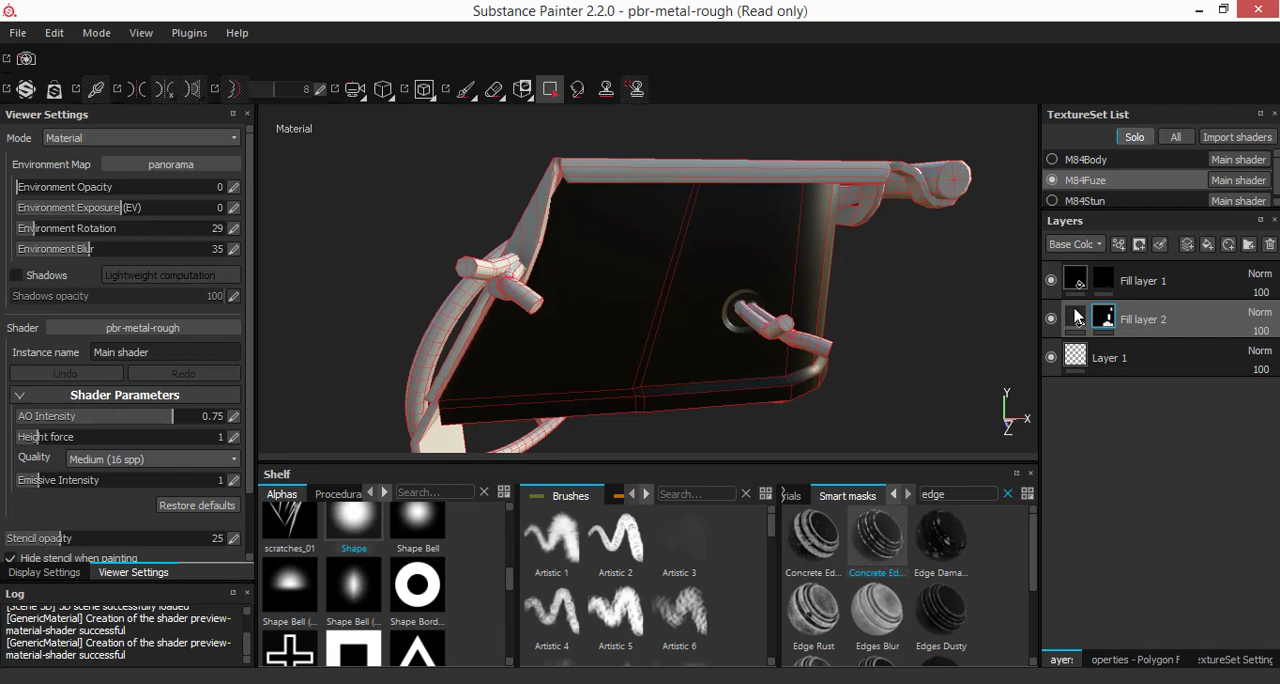 Substance Painter 2.2.0 - pbr-metal-rough (Read only)
File Edit Mode View Plugins Help
8
Viewer Settings
Mode Material
Environment Map panorama
Environment Opacity 0
Environment Exposure (EV) 0
Environment Rotation 29
Environment Blur 35
Shadows Lightweight computation
Shadows opacity 100
Shader pbr-metal-rough
Instance name Main shader
Undo Redo
Shader Parameters
AO Intensity 0.75
Height force 1
Quality Medium (16 spp)
Emissive Intensity 1
Restore defaults
Stencil opacity 25
Hide stencil when painting
Display Settings Viewer Settings
Log
[Scene 3D] 3D scene successfully loaded
[GenericMaterial] Creation of the shader preview-
material-shader successful
[GenericMaterial] Creation of the shader preview-
material-shader successful
Material
Y
X
Z
Shelf
Alphas Procedura Search...
scratches_01 Shape Shape Bell
Shape Bell (... Shape Bell (... Shape Bord...
Brushes Search...
Artistic 1 Artistic 2 Artistic 3
Artistic 4 Artistic 5 Artistic 6
rials Smart masks edge
Concrete Ed... Concrete Ed... Edge Dama...
Edge Rust Edges Blur Edges Dusty
TextureSet List
Solo All Import shaders
M84Body Main shader
M84Fuze Main shader
M84Stun Main shader
Layers
Base Colc
Fill layer 1 Norm 100
Fill layer 2 Norm 100
Layer 1 Norm 100
ayers operties - Polygon F extureSet Setting